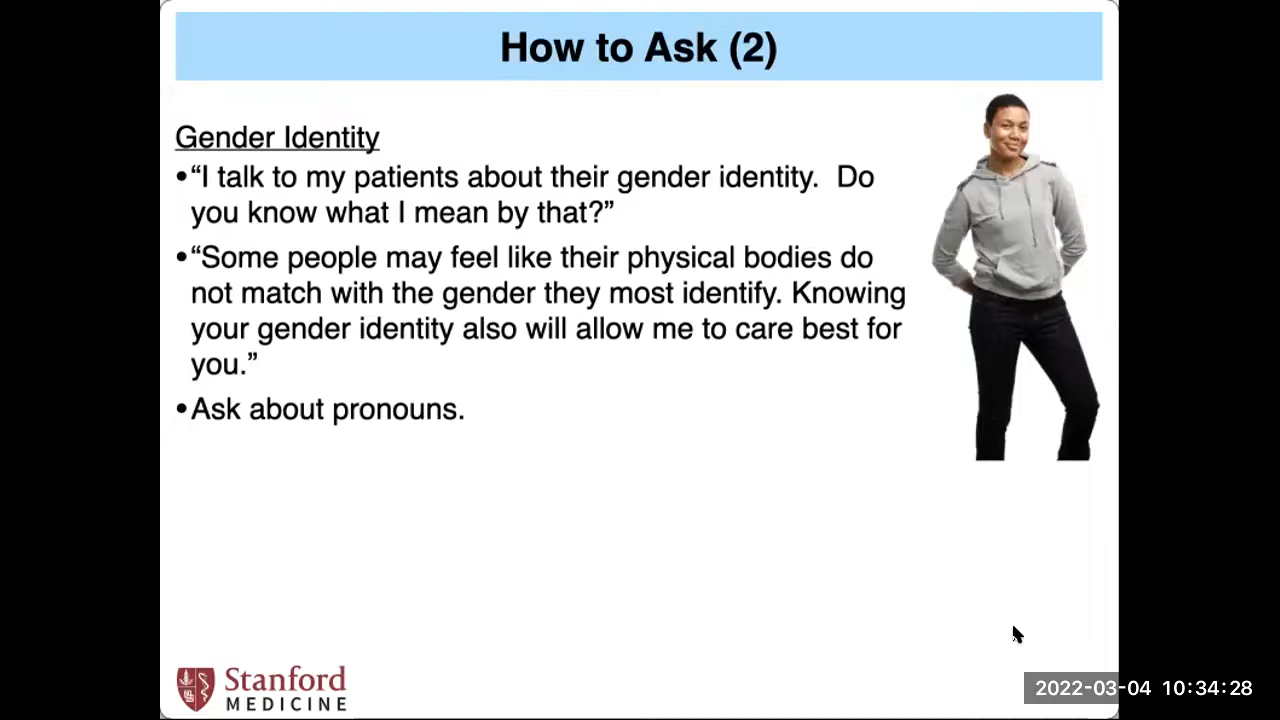 How to Ask (2)
Gender Identity
•“I talk to my patients about their gender identity.  Do
you know what I mean by that?”
•“Some people may feel like their physical bodies do
not match with the gender they most identify. Knowing
your gender identity also will allow me to care best for
you.”
•Ask about pronouns.
Stanford
MEDICINE
2022-03-04 10:34:28